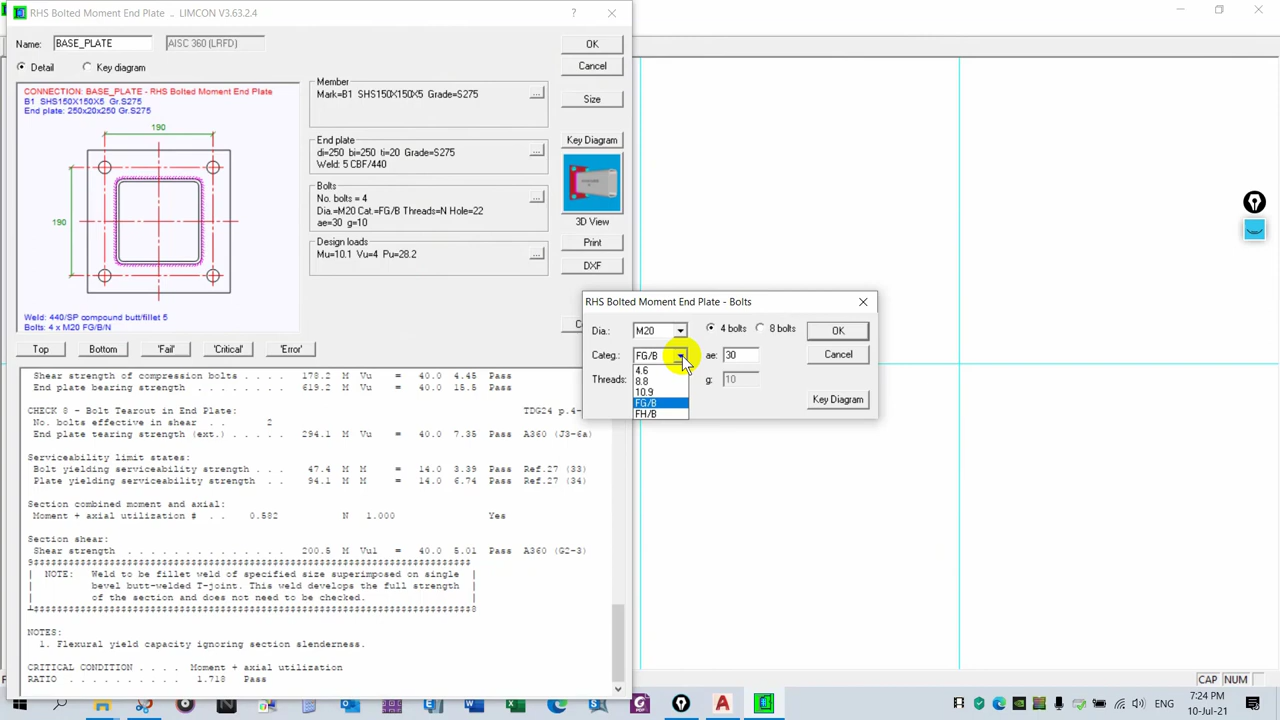 RHS Bolted Moment End Plate .. LIMCON V3.63.2.4
Name: BASE_PLATE AISC 360 (LRFD) OK
Detail Key diagram Cancel
CONNECTION: BASE_PLATE - RHS Bolted Moment End Plate
B1 SHS150X150X5 Gr.S275
End plate: 250x20x250 Gr.S275
190
190
Weld: 440/SP compound butt/fillet 5
Bolts: 4 x M20 FG/B/N
Member
Mark=B1 SHS150X150X5 Grade=S275 ...
End plate
di=250 bi=250 ti=20 Grade=S275 ...
Weld: 5 CBF/440
Bolts
No. bolts = 4 ...
Dia.=M20 Cat.=FG/B Threads=N Hole=22
ae=30 g=10
Design loads
Mu=10.1 Vu=4 Pu=28.2 ...
Size
Key Diagram
3D View
Print
DXF
Top Bottom 'Fail' 'Critical' 'Error'
RHS Bolted Moment End Plate - Bolts
Dia.: M20 4 bolts 8 bolts OK
Categ.: FG/B ae: 30 Cancel
Threads: g: 10
Key Diagram
4.6
8.8
10.9
FG/B
FH/B
Shear strength of compression bolts . . 178.2 M Vu = 40.0 4.45 Pass
End plate bearing strength . . . . 619.2 M Vu = 40.0 15.5 Pass
CHECK 8 - Bolt Tearout in End Plate: TDG24 p.4-
No. bolts effective in shear . . . 2
End plate tearing strength (ext.) . . . 294.1 M Vu = 40.0 7.35 Pass A360 (J3-6a)
Serviceability limit states:
Bolt yielding serviceability strength . . . 47.4 M M = 14.0 3.39 Pass Ref.27 (33)
Plate yielding serviceability strength . . . 94.1 M M = 14.0 6.74 Pass Ref.27 (34)
Section combined moment and axial:
Moment + axial utilization # . . 0.582 N 1.000 Yes
Section shear:
Shear strength . . . . . . . . . . . 200.5 M Vu1 = 40.0 5.01 Pass A360 (G2-3)
NOTE: Weld to be fillet weld of specified size superimposed on single
bevel butt-welded T-joint. This weld develops the full strength
of the section and does not need to be checked.
NOTES:
1. Flexural yield capacity ignoring section slenderness.
CRITICAL CONDITION . . . . Moment + axial utilization
RATIO . . . . . . . . . 1.718 Pass
CAP NUM
7:24 PM
10-Jul-21